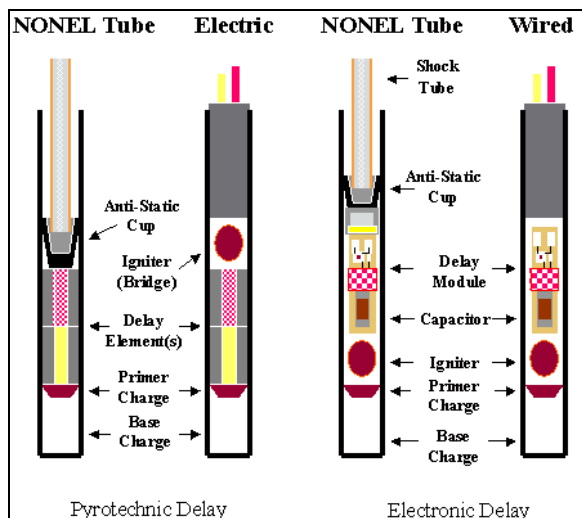 NONEL Tube
Electric
NONEL Tube
Wired
Shock
Tube
Anti-Static
Cup
Anti-Static
Cup
Igniter
(Bridge)
Delay
Module
Delay
Element(s)
Capacitor
Igniter
Primer
Charge
Primer
Charge
Base
Charge
Base
Charge
Pyrotechnic Delay
Electronic Delay